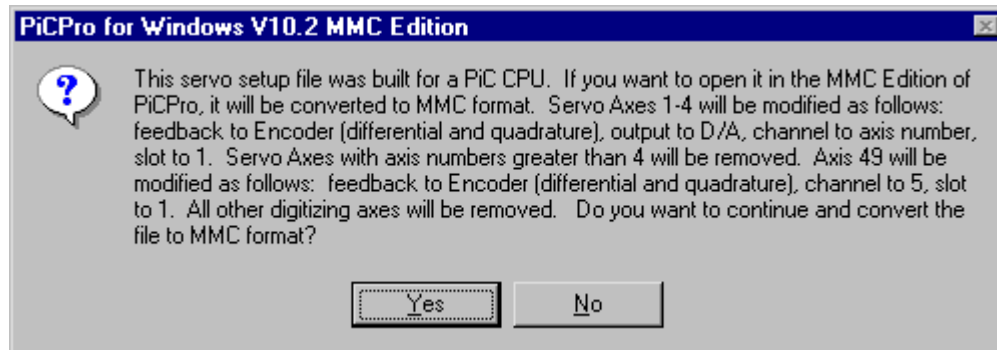 PiCPro for Windows V10.2 MMC Edition
This servo setup file was built for a PiC CPU.  If you want to open it in the MMC Edition of
PiCPro, it will be converted to MMC format.  Servo Axes 1-4 will be modified as follows:
feedback to Encoder (differential and quadrature), output to D/A, channel to axis number,
slot to 1.  Servo Axes with axis numbers greater than 4 will be removed.  Axis 49 will be
modified as follows:  feedback to Encoder (differential and quadrature), channel to 5, slot
to 1.  All other digitizing axes will be removed.   Do you want to continue and convert the
file to MMC format?
Yes
No